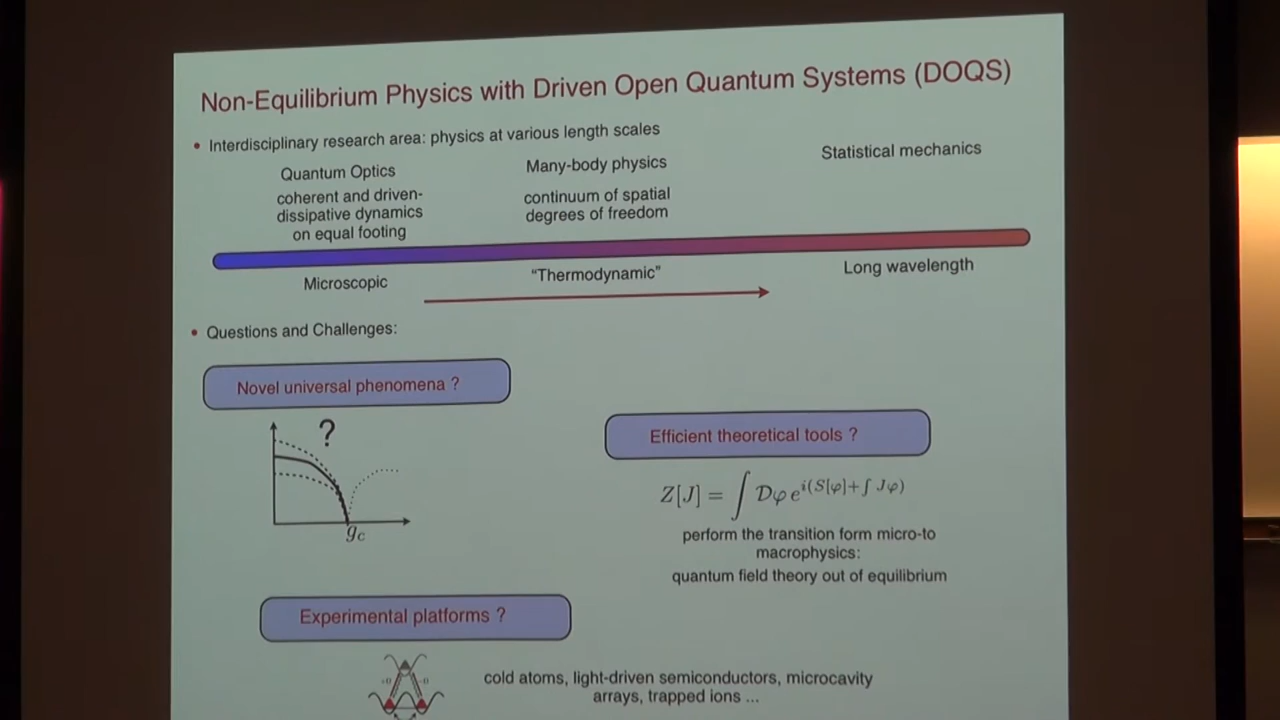 Non-Equilibrium Physics with Driven Open Quantum Systems (DOQS)
• Interdisciplinary research area: physics at various length scales
Quantum Optics
coherent and driven-
dissipative dynamics
on equal footing
Many-body physics
continuum of spatial
degrees of freedom
Statistical mechanics
Microscopic
"Thermodynamic"
Long wavelength
• Questions and Challenges:
Novel universal phenomena ?
?
g_c
Efficient theoretical tools ?
Z[J] = ∫ Dφ e^{i(S[φ]+∫ Jφ)}
perform the transition form micro-to
macrophysics:
quantum field theory out of equilibrium
Experimental platforms ?
cold atoms, light-driven semiconductors, microcavity
arrays, trapped ions ...